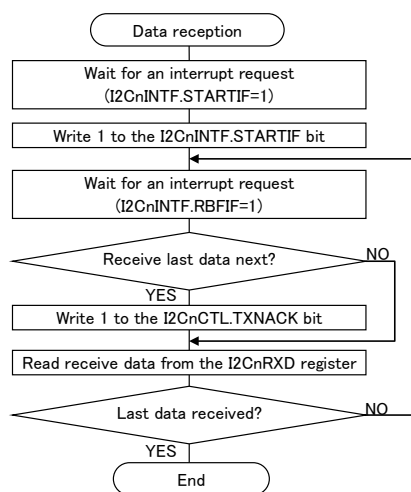 Data reception
Wait for an interrupt request
(I2CnINTF.STARTIF=1)
Write 1 to the I2CnINTF.STARTIF bit
Wait for an interrupt request
(I2CnINTF.RBFIF=1)
Receive last data next?
NO
YES
Write 1 to the I2CnCTL.TXNACK bit
Read receive data from the I2CnRXD register
Last data received?
NO
YES
End